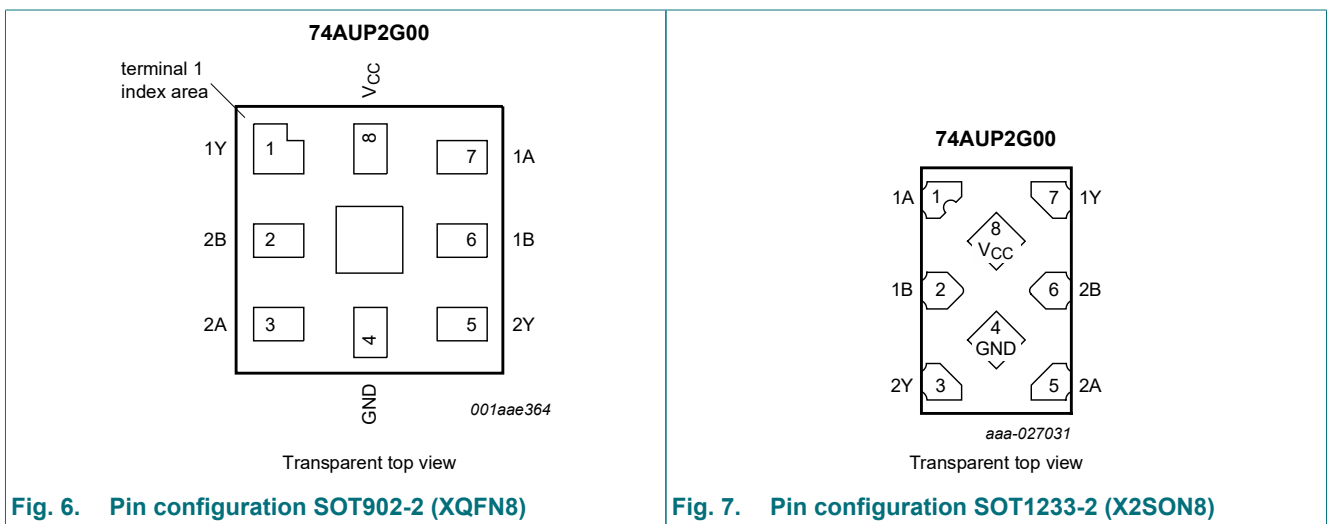 74AUP2G00
terminal 1
index area
VCC
1Y 1 8 7 1A
2B 2 6 1B
2A 3 4 5 2Y
GND
001aae364
Transparent top view
Fig. 6. Pin configuration SOT902-2 (XQFN8)
74AUP2G00
1A 1 7 1Y
8
VCC
1B 2 6 2B
4
GND
2Y 3 5 2A
aaa-027031
Transparent top view
Fig. 7. Pin configuration SOT1233-2 (X2SON8)